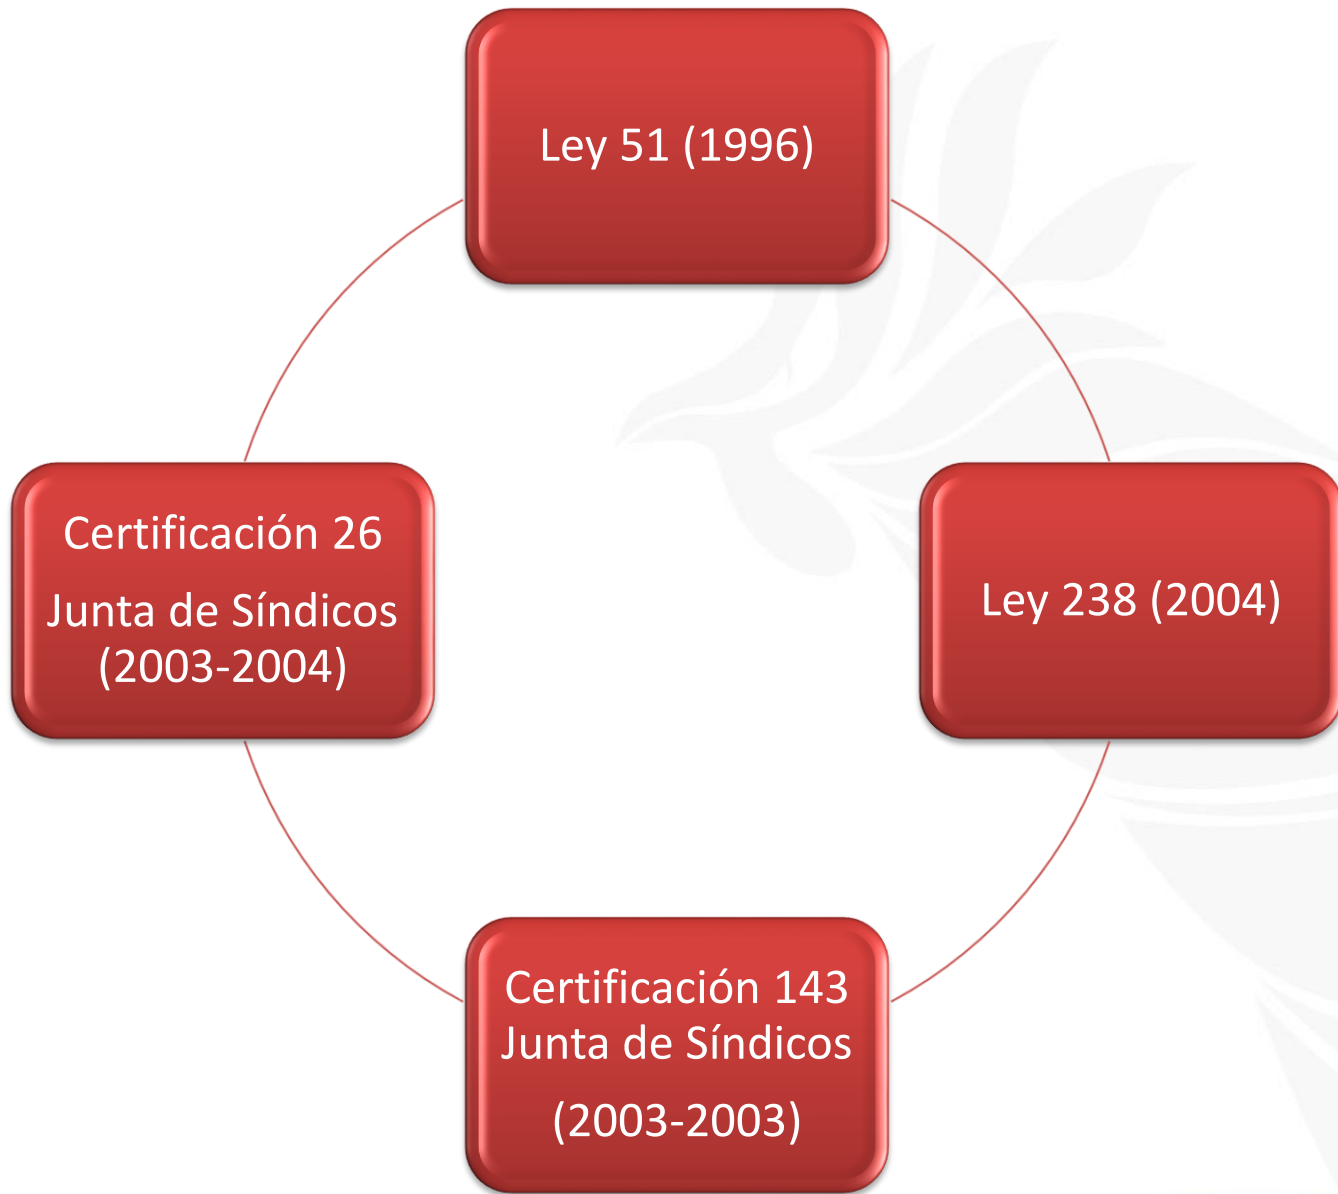 Ley 51 (1996)
Certificación 26
Junta de Síndicos
(2003-2004)
Ley 238 (2004)
Certificación 143
Junta de Síndicos
(2003-2003)